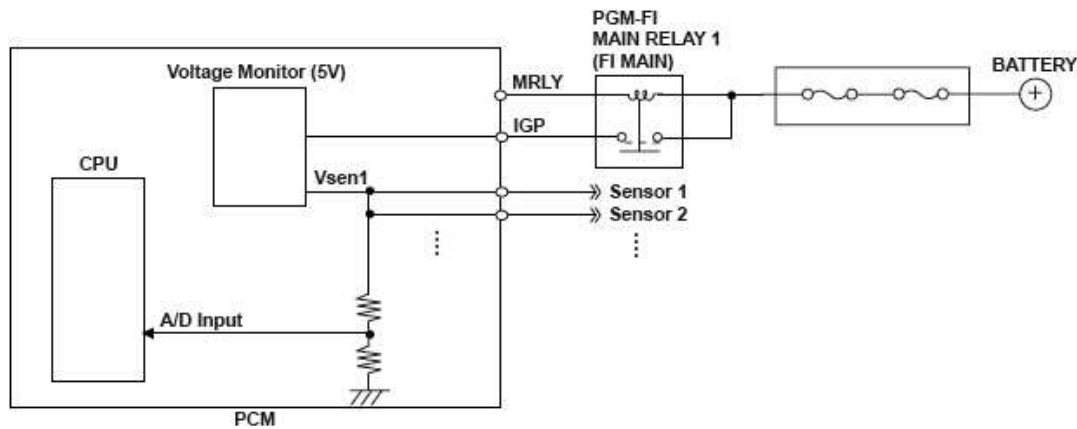 PGM-FI
MAIN RELAY 1
(FI MAIN)
BATTERY
Voltage Monitor (5V)
MRLY
IGP
CPU
Vsen1
Sensor 1
Sensor 2
A/D Input
PCM